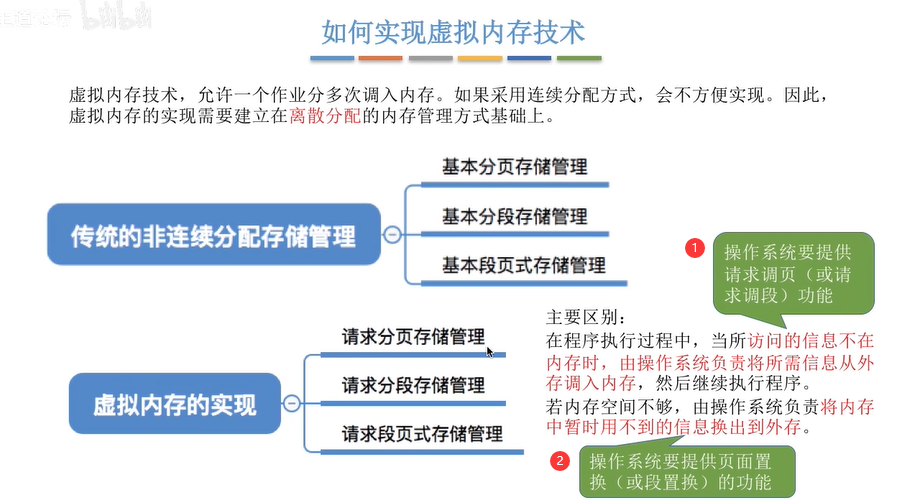 bilibili
如何实现虚拟内存技术
虚拟内存技术，允许一个作业分多次调入内存。如果采用连续分配方式，会不方便实现。因此，
虚拟内存的实现需要建立在离散分配的内存管理方式基础上。
基本分页存储管理
传统的非连续分配存储管理
基本分段存储管理
基本段页式存储管理
1
操作系统要提供
请求调页（或请
求调段）功能
请求分页存储管理
虚拟内存的实现
请求分段存储管理
请求段页式存储管理
主要区别：
在程序执行过程中，当所访问的信息不在
内存时，由操作系统负责将所需信息从外
存调入内存，然后继续执行程序。
若内存空间不够，由操作系统负责将内存
中暂时用不到的信息换出到外存。
2
操作系统要提供页面置
换（或段置换）的功能